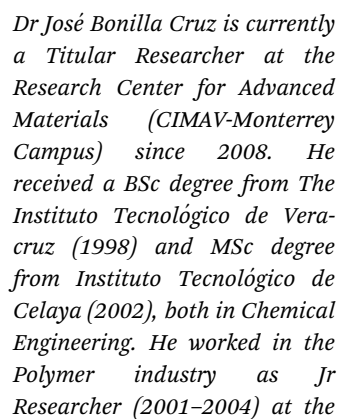 Dr José Bonilla Cruz is currently
a Titular Researcher at the
Research Center for Advanced
Materials (CIMAV-Monterrey
Campus) since 2008. He
received a BSc degree from The
Instituto Tecnológico de Vera-
cruz (1998) and MSc degree
from Instituto Tecnológico de
Celaya (2002), both in Chemical
Engineering. He worked in the
Polymer industry as Jr
Researcher (2001–2004) at the